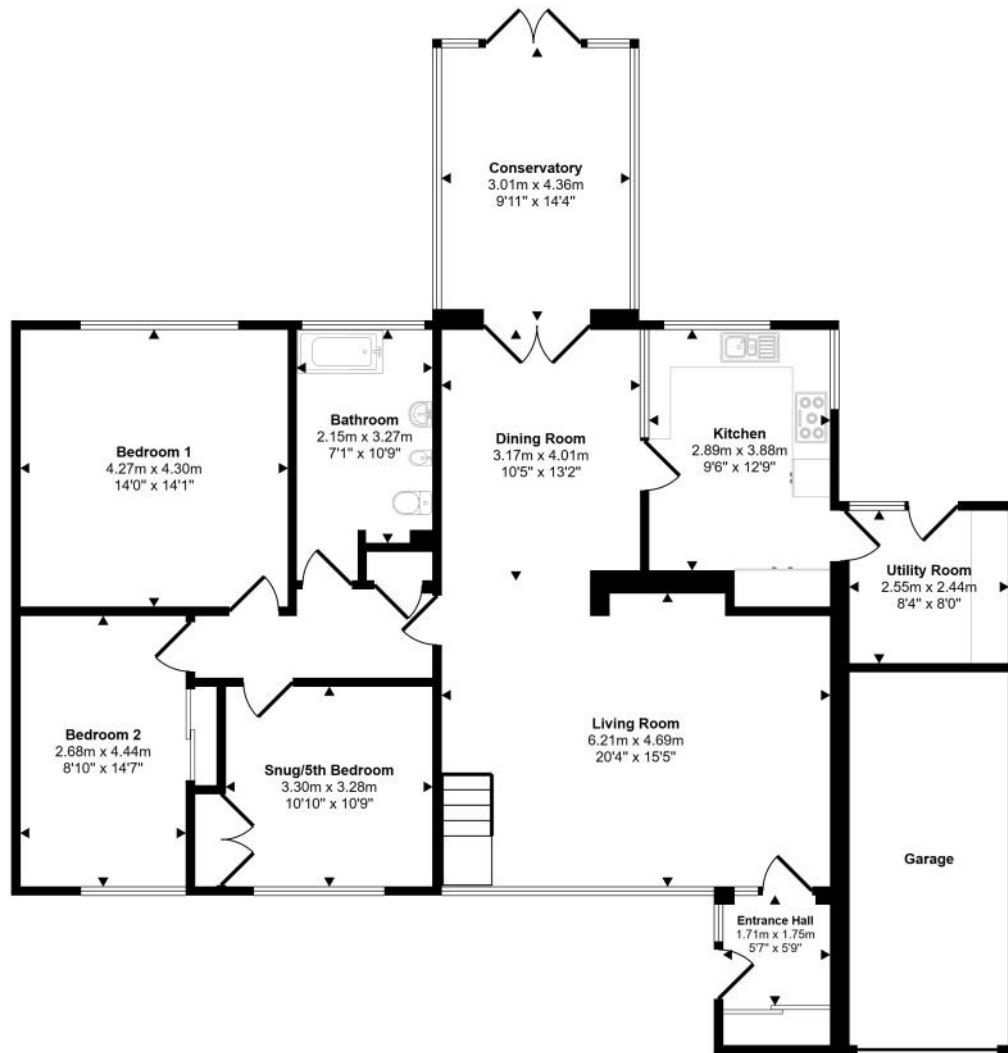 Conservatory
3.01m x 4.36m
9'11" x 14'4"
Bedroom 1
4.27m x 4.30m
14'0" x 14'1"
Bathroom
2.15m x 3.27m
7'1" x 10'9"
Dining Room
3.17m x 4.01m
10'5" x 13'2"
Kitchen
2.89m x 3.88m
9'6" x 12'9"
Utility Room
2.55m x 2.44m
8'4" x 8'0"
Bedroom 2
2.68m x 4.44m
8'10" x 14'7"
Snug/5th Bedroom
3.30m x 3.28m
10'10" x 10'9"
Living Room
6.21m x 4.69m
20'4" x 15'5"
Garage
Entrance Hall
1.71m x 1.75m
5'7" x 5'9"